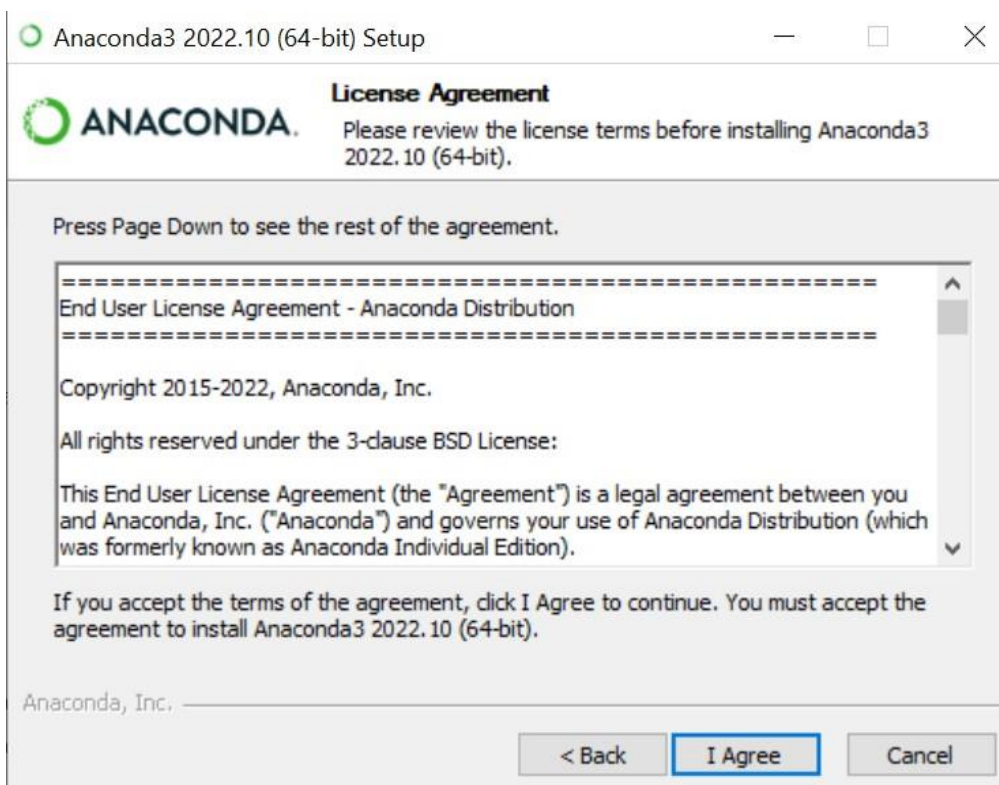 Anaconda3 2022.10 (64-bit) Setup
ANACONDA.
License Agreement
Please review the license terms before installing Anaconda3
2022.10 (64-bit).
Press Page Down to see the rest of the agreement.
==================================================
End User License Agreement - Anaconda Distribution
==================================================
Copyright 2015-2022, Anaconda, Inc.
All rights reserved under the 3-clause BSD License:
This End User License Agreement (the "Agreement") is a legal agreement between you
and Anaconda, Inc. ("Anaconda") and governs your use of Anaconda Distribution (which
was formerly known as Anaconda Individual Edition).
If you accept the terms of the agreement, click I Agree to continue. You must accept the
agreement to install Anaconda3 2022.10 (64-bit).
Anaconda, Inc.
< Back
I Agree
Cancel